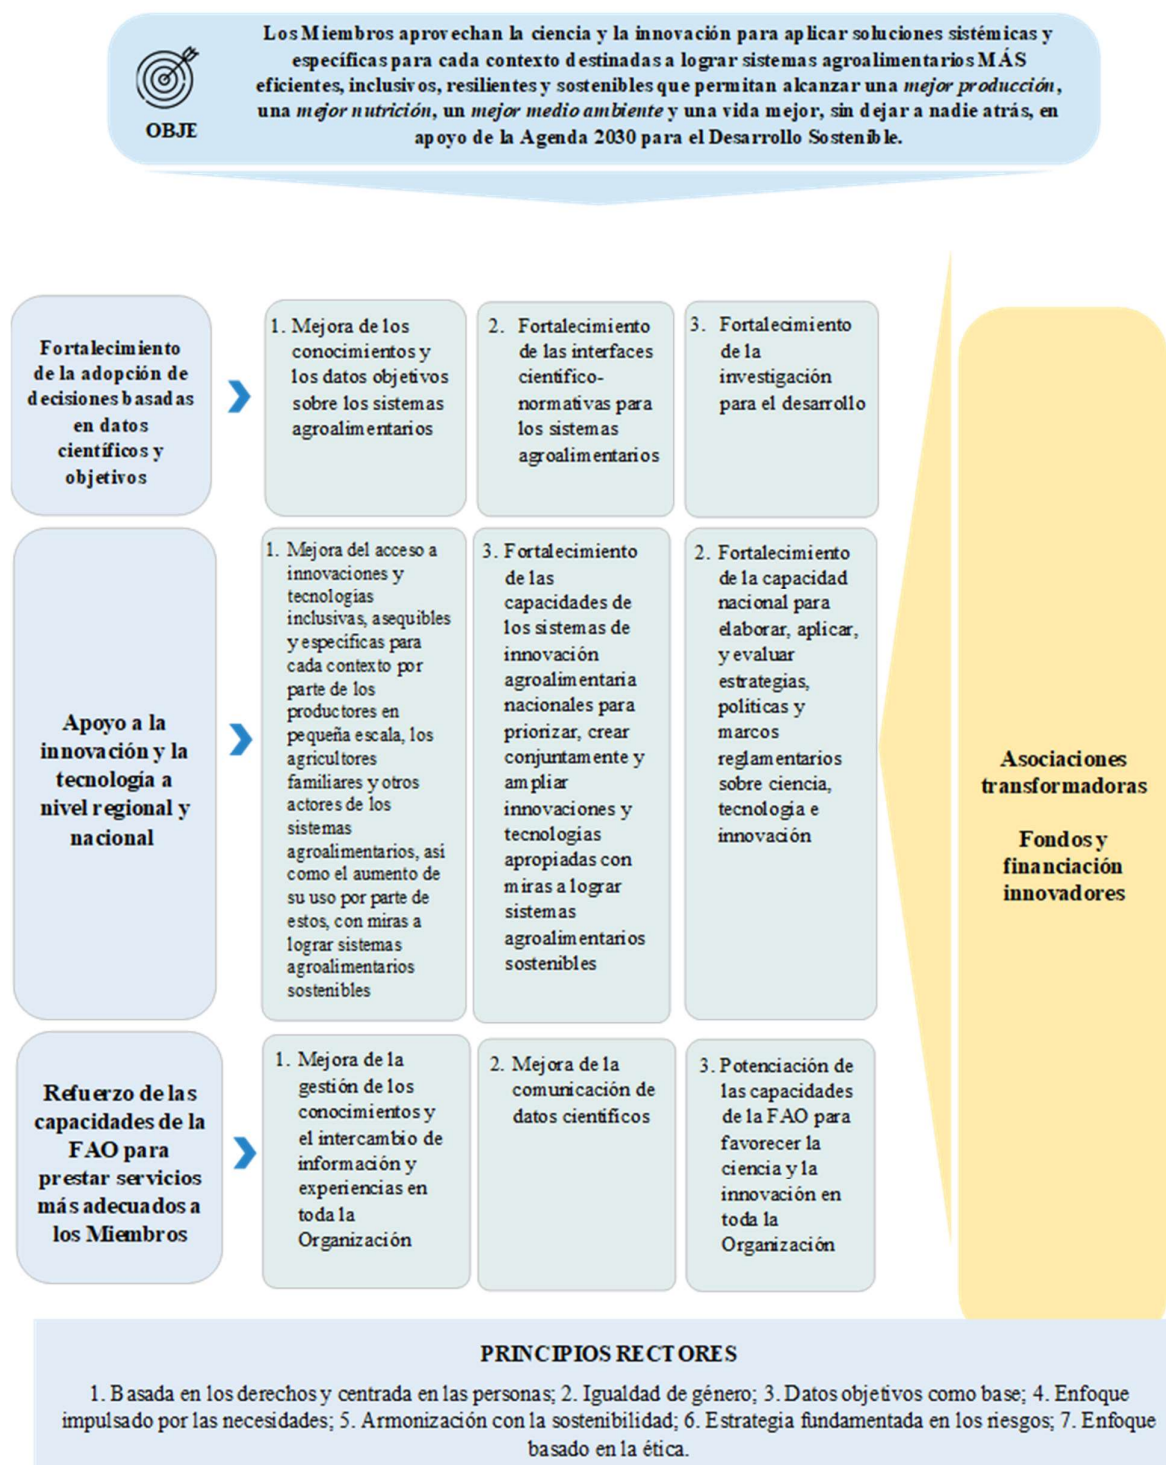 Los Miembros aprovechan la ciencia y la innovación para aplicar soluciones sistémicas y
específicas para cada contexto destinadas a lograr sistemas agroalimentarios MÁS
eficientes, inclusivos, resilientes y sostenibles que permitan alcanzar una mejor producción,
una mejor nutrición, un mejor medio ambiente y una vida mejor, sin dejar a nadie atrás, en
apoyo de la Agenda 2030 para el Desarrollo Sostenible.
OBJE
Fortalecimiento
de la adopción de
decisiones basadas
en datos
científicos y
objetivos
1. Mejora de los
conocimientos y
los datos objetivos
sobre los sistemas
agroalimentarios
2. Fortalecimiento
de las interfaces
científico-
normativas para
los sistemas
agroalimentarios
3. Fortalecimiento
de la
investigación
para el desarrollo
Apoyo a la
innovación y la
tecnología a
nivel regional y
nacional
1. Mejora del acceso a
innovaciones y
tecnologías
inclusivas, asequibles
y específicas para
cada contexto por
parte de los
productores en
pequeña escala, los
agricultores
familiares y otros
actores de los
sistemas
agroalimentarios, así
como el aumento de
su uso por parte de
estos, con miras a
lograr sistemas
agroalimentarios
sostenibles
3. Fortalecimiento
de las
capacidades de
los sistemas de
innovación
agroalimentaria
nacionales para
priorizar, crear
conjuntamente y
ampliar
innovaciones y
tecnologías
apropiadas con
miras a lograr
sistemas
agroalimentarios
sostenibles
2. Fortalecimiento
de la capacidad
nacional para
elaborar, aplicar,
y evaluar
estrategias,
políticas y
marcos
reglamentarios
sobre ciencia,
tecnología e
innovación
Refuerzo de las
capacidades de la
FAO para
prestar servicios
más adecuados a
los Miembros
1. Mejora de la
gestión de los
conocimientos y
el intercambio de
información y
experiencias en
toda la
Organización
2. Mejora de la
comunicación de
datos científicos
3. Potenciación de
las capacidades
de la FAO para
favorecer la
ciencia y la
innovación en
toda la
Organización
Asociaciones
transformadoras
Fondos y
financiación
innovadores
PRINCIPIOS RECTORES
1. Basada en los derechos y centrada en las personas; 2. Igualdad de género; 3. Datos objetivos como base; 4. Enfoque
impulsado por las necesidades; 5. Armonización con la sostenibilidad; 6. Estrategia fundamentada en los riesgos; 7. Enfoque
basado en la ética.